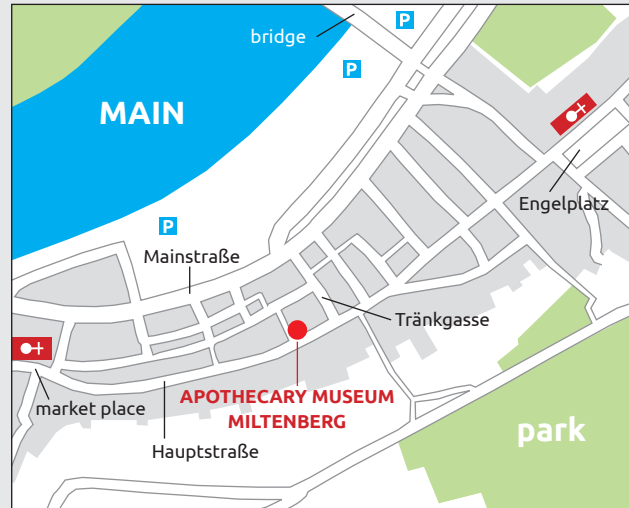 bridge
P
P
MAIN
Engelplatz
P
Mainstraße
Tränkgasse
market place
APOTHECARY MUSEUM
MILTENBERG
park
Hauptstraße